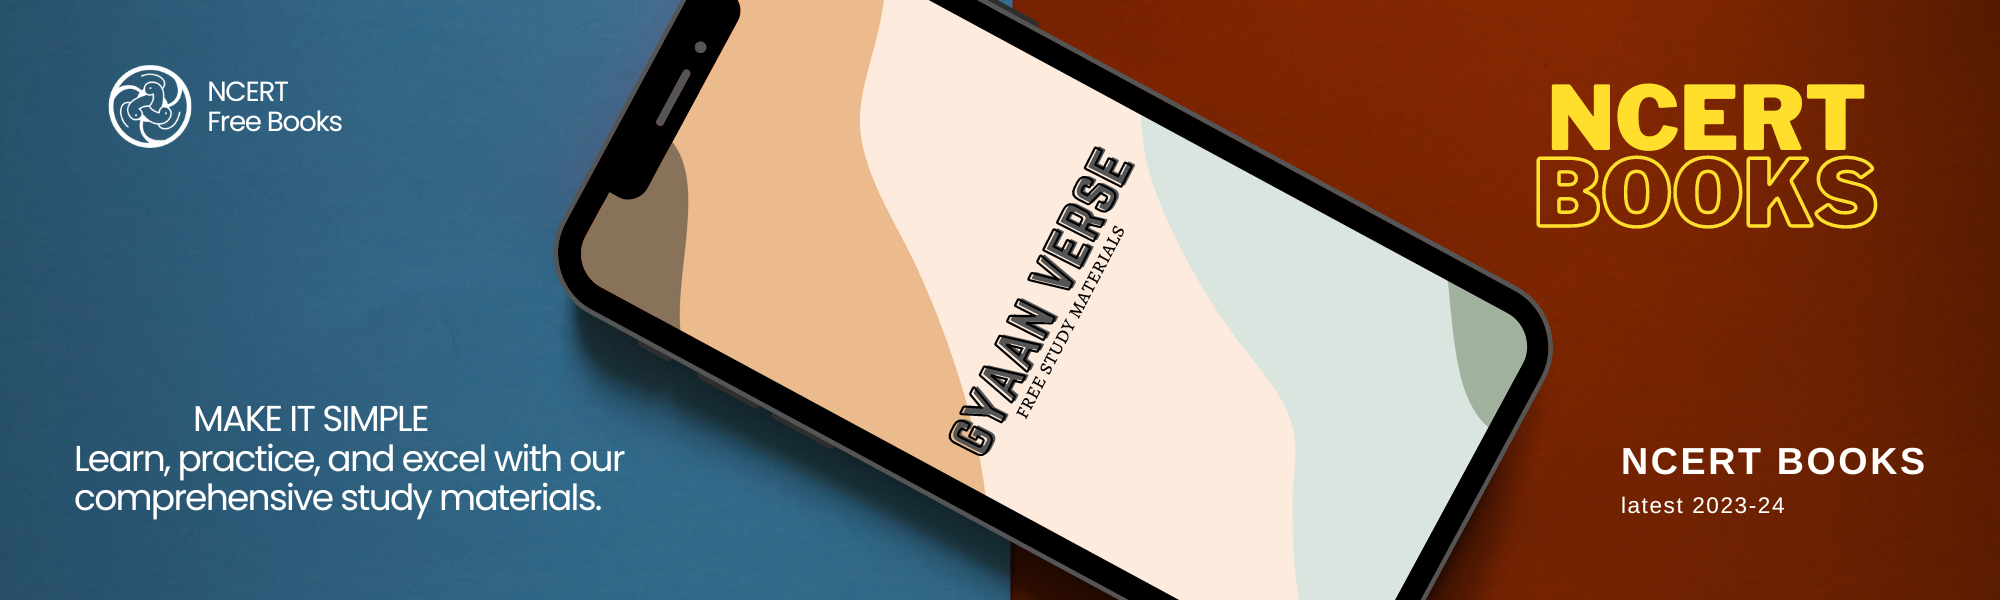 NCERT
Free Books
MAKE IT SIMPLE
Learn, practice, and excel with our
comprehensive study materials.
GYAAN VERSE
FREE STUDY MATERIALS
NCERT
BOOKS
NCERT BOOKS
latest 2023-24